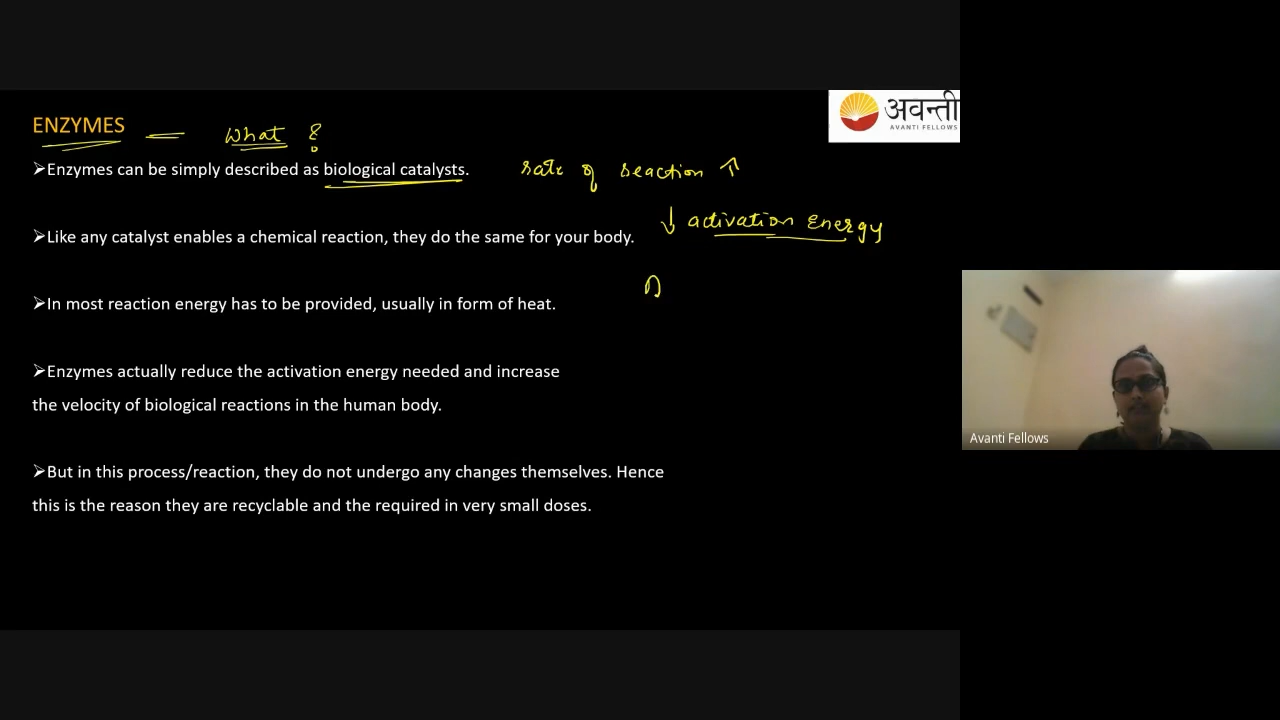 ENZYMES — What ?
➢Enzymes can be simply described as biological catalysts. rate of reaction ↑
↓ activation Energy
➢Like any catalyst enables a chemical reaction, they do the same for your body.
➢In most reaction energy has to be provided, usually in form of heat.
➢Enzymes actually reduce the activation energy needed and increase
the velocity of biological reactions in the human body.
➢But in this process/reaction, they do not undergo any changes themselves. Hence
this is the reason they are recyclable and the required in very small doses.
अवन्ती
AVANTI FELLOWS
Avanti Fellows